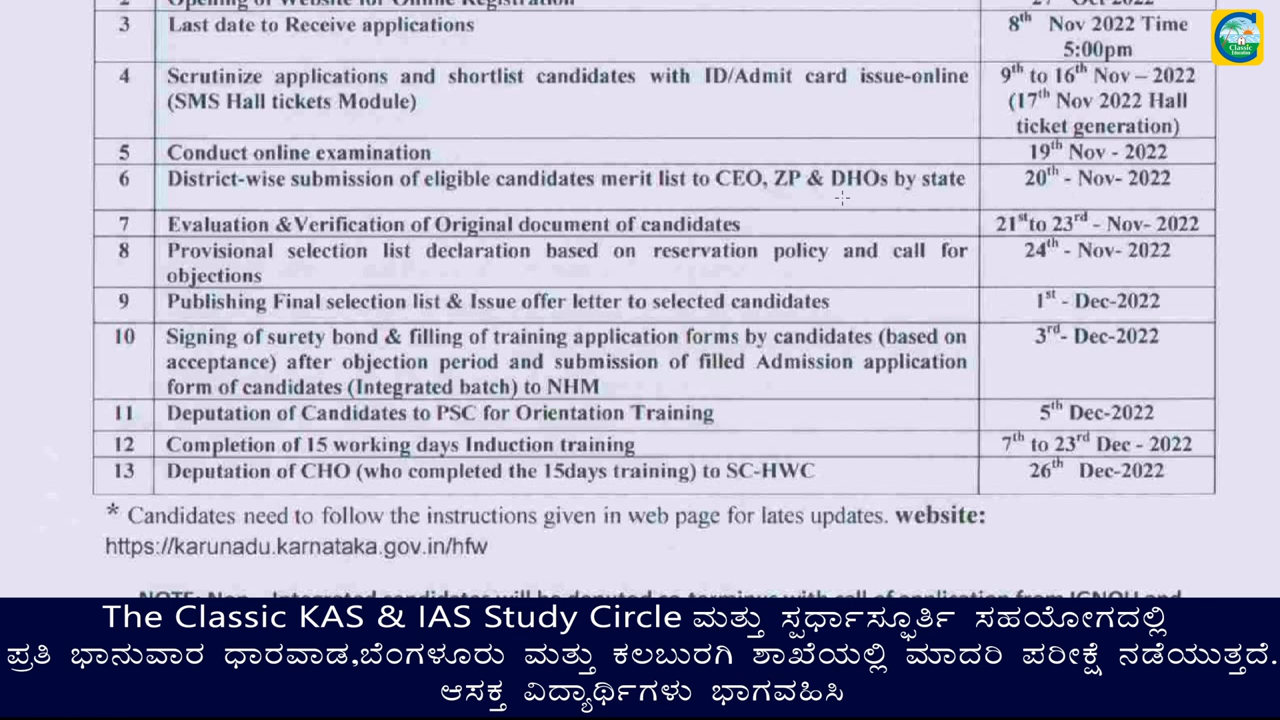 3 Last date to Receive applications 8th Nov 2022 Time
5:00pm
4 Scrutinize applications and shortlist candidates with ID/Admit card issue-online 9th to 16th Nov – 2022
(SMS Hall tickets Module) (17th Nov 2022 Hall
ticket generation)
5 Conduct online examination 19th Nov - 2022
6 District-wise submission of eligible candidates merit list to CEO, ZP & DHOs by state 20th - Nov- 2022
7 Evaluation &Verification of Original document of candidates 21st to 23rd - Nov- 2022
8 Provisional selection list declaration based on reservation policy and call for 24th - Nov- 2022
objections
9 Publishing Final selection list & Issue offer letter to selected candidates 1st - Dec-2022
10 Signing of surety bond & filling of training application forms by candidates (based on 3rd- Dec-2022
acceptance) after objection period and submission of filled Admission application
form of candidates (Integrated batch) to NHM
11 Deputation of Candidates to PSC for Orientation Training 5th Dec-2022
12 Completion of 15 working days Induction training 7th to 23rd Dec - 2022
13 Deputation of CHO (who completed the 15days training) to SC-HWC 26th Dec-2022
* Candidates need to follow the instructions given in web page for lates updates. website:
https://karunadu.karnataka.gov.in/hfw
Classic
Education
The Classic KAS & IAS Study Circle ಮತ್ತು ಸ್ಪರ್ಧಾಸ್ಫೂರ್ತಿ ಸಹಯೋಗದಲ್ಲಿ
ಪ್ರತಿ ಭಾನುವಾರ ಧಾರವಾಡ,ಬೆಂಗಳೂರು ಮತ್ತು ಕಲಬುರಗಿ ಶಾಖೆಯಲ್ಲಿ ಮಾದರಿ ಪರೀಕ್ಷೆ ನಡೆಯುತ್ತದೆ.
ಆಸಕ್ತ ವಿದ್ಯಾರ್ಥಿಗಳು ಭಾಗವಹಿಸಿ